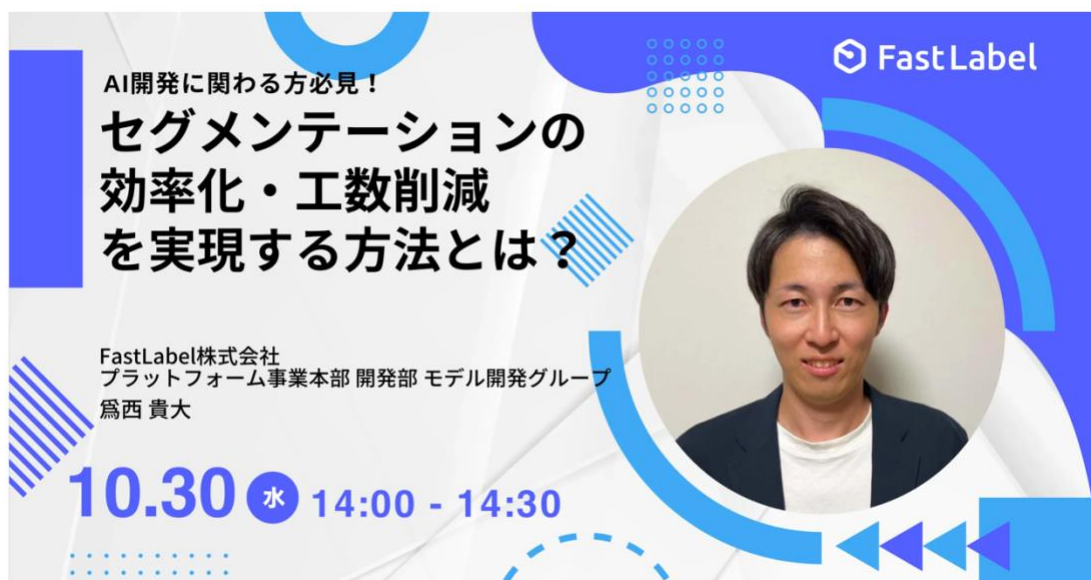 FastLabel
AI開発に関わる方必見！
セグメンテーションの
効率化・工数削減
を実現する方法とは？
FastLabel株式会社
プラットフォーム事業本部 開発部 モデル開発グループ
爲西 貴大
10.30 水 14:00 - 14:30